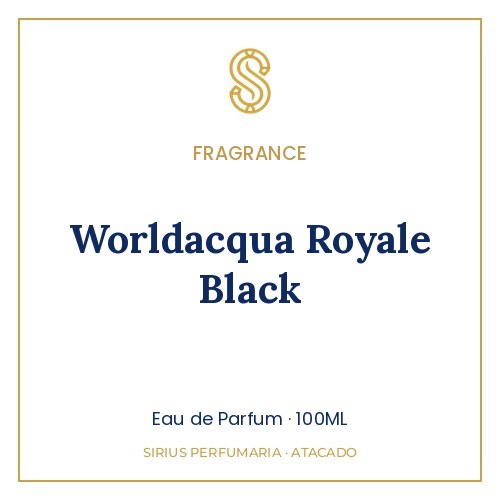 FRAGRANCE
Worldacqua Royale
Black
Eau de Parfum · 100ML
SIRIUS PERFUMARIA · ATACADO